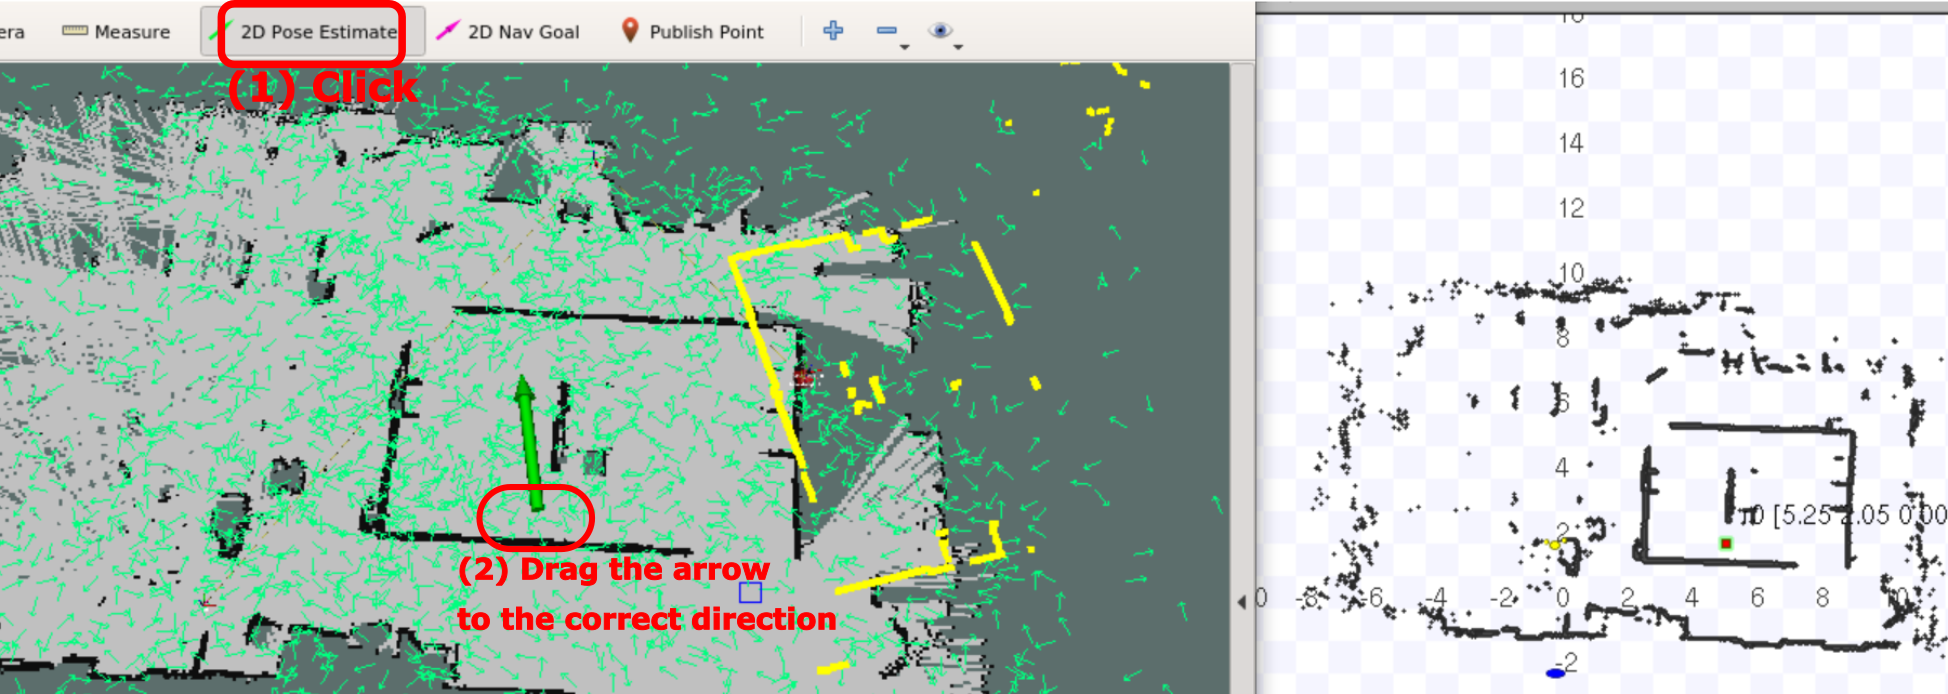 era Measure 2D Pose Estimate 2D Nav Goal Publish Point
(1) Click
(2) Drag the arrow
to the correct direction
16
14
12
10
8
6
4
r0 [5.25 2.05 0.00
2
0 -8 -6 -4 -2 0 2 4 6 8
-2